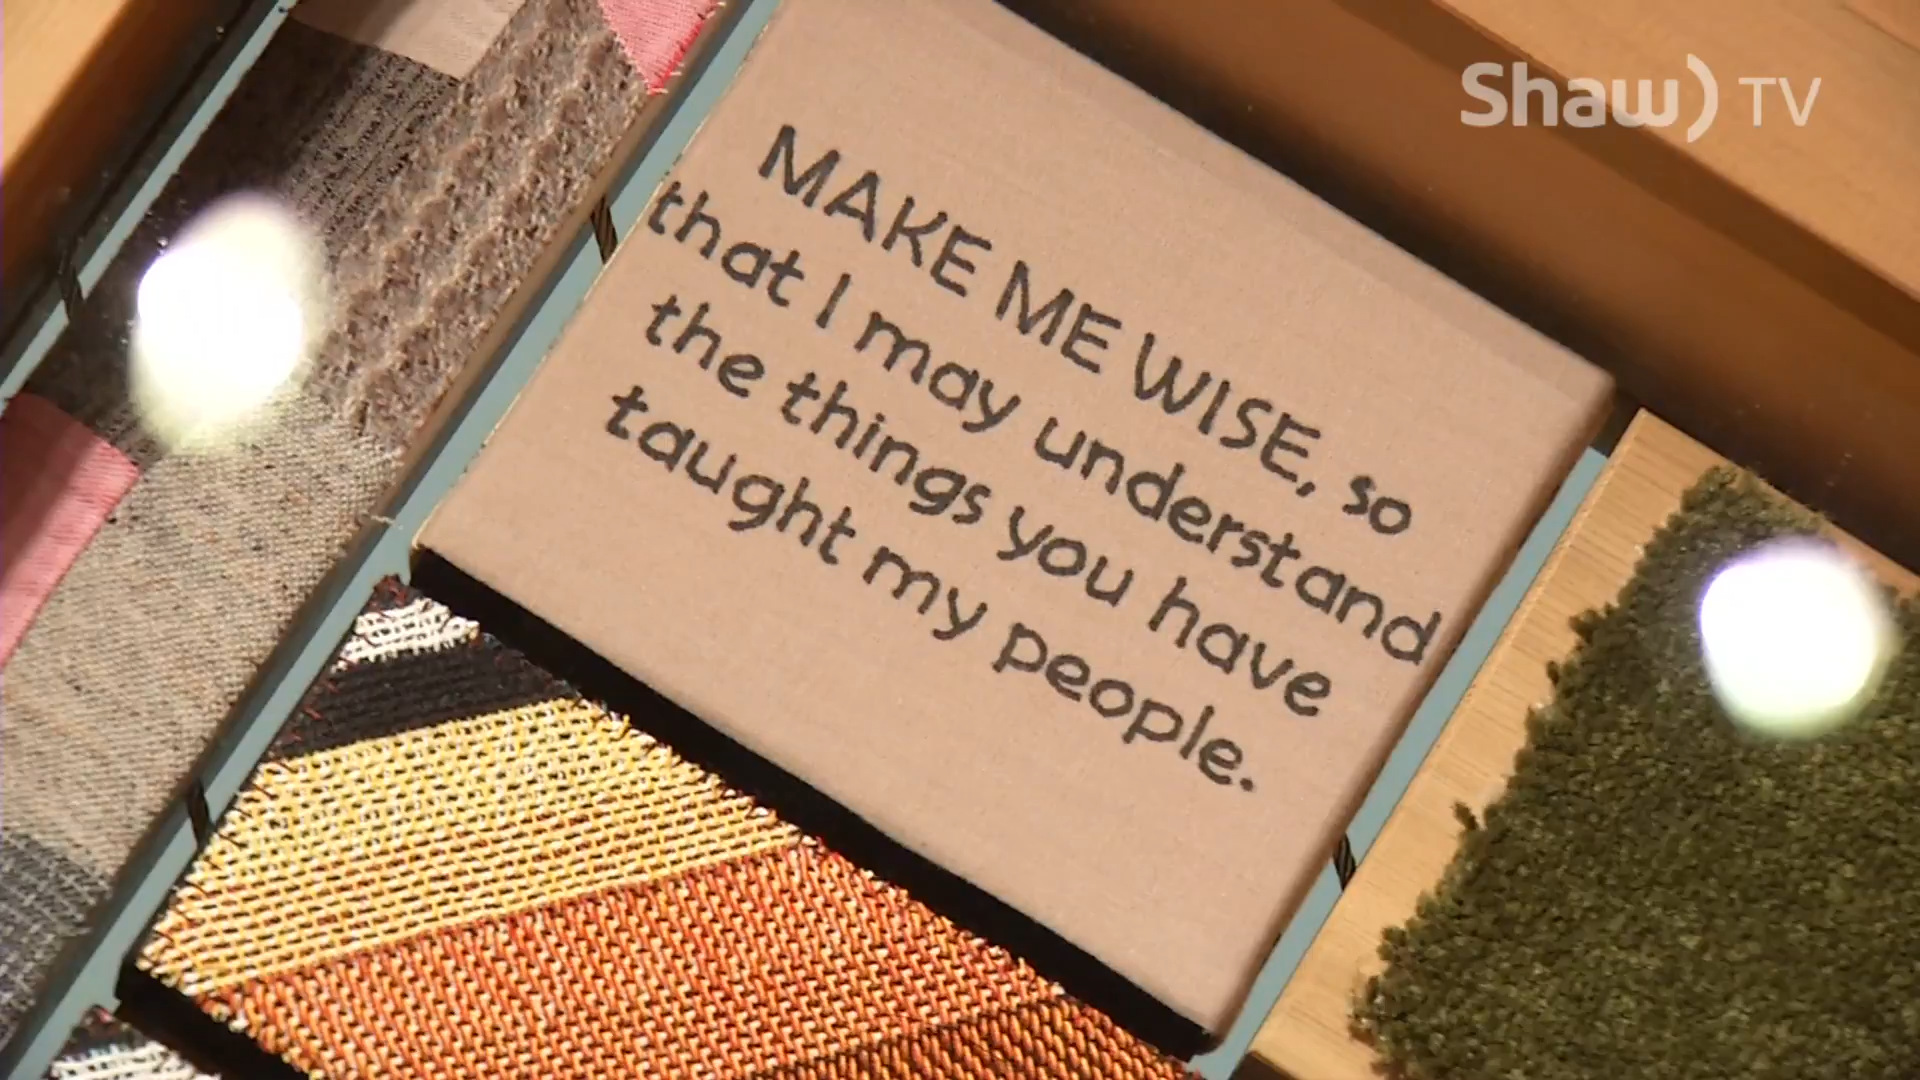 Shaw) TV
MAKE ME WISE, so
that I may understand
the things you have
taught my people.